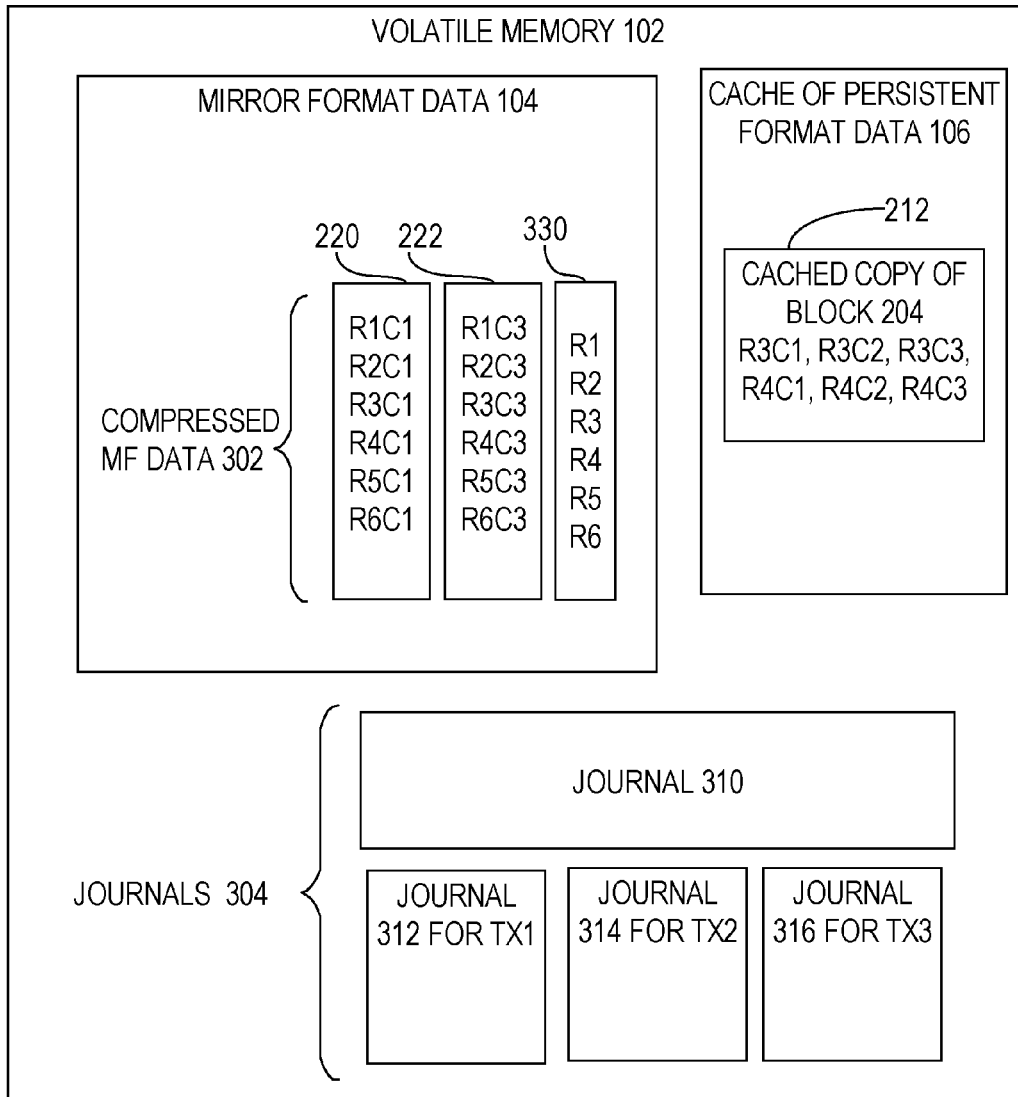 VOLATILE MEMORY 102
MIRROR FORMAT DATA 104
220
222
330
COMPRESSED
MF DATA 302
R1C1
R2C1
R3C1
R4C1
R5C1
R6C1
R1C3
R2C3
R3C3
R4C3
R5C3
R6C3
R1
R2
R3
R4
R5
R6
CACHE OF PERSISTENT
FORMAT DATA 106
212
CACHED COPY OF
BLOCK 204
R3C1, R3C2, R3C3,
R4C1, R4C2, R4C3
JOURNALS 304
JOURNAL 310
JOURNAL
312 FOR TX1
JOURNAL
314 FOR TX2
JOURNAL
316 FOR TX3